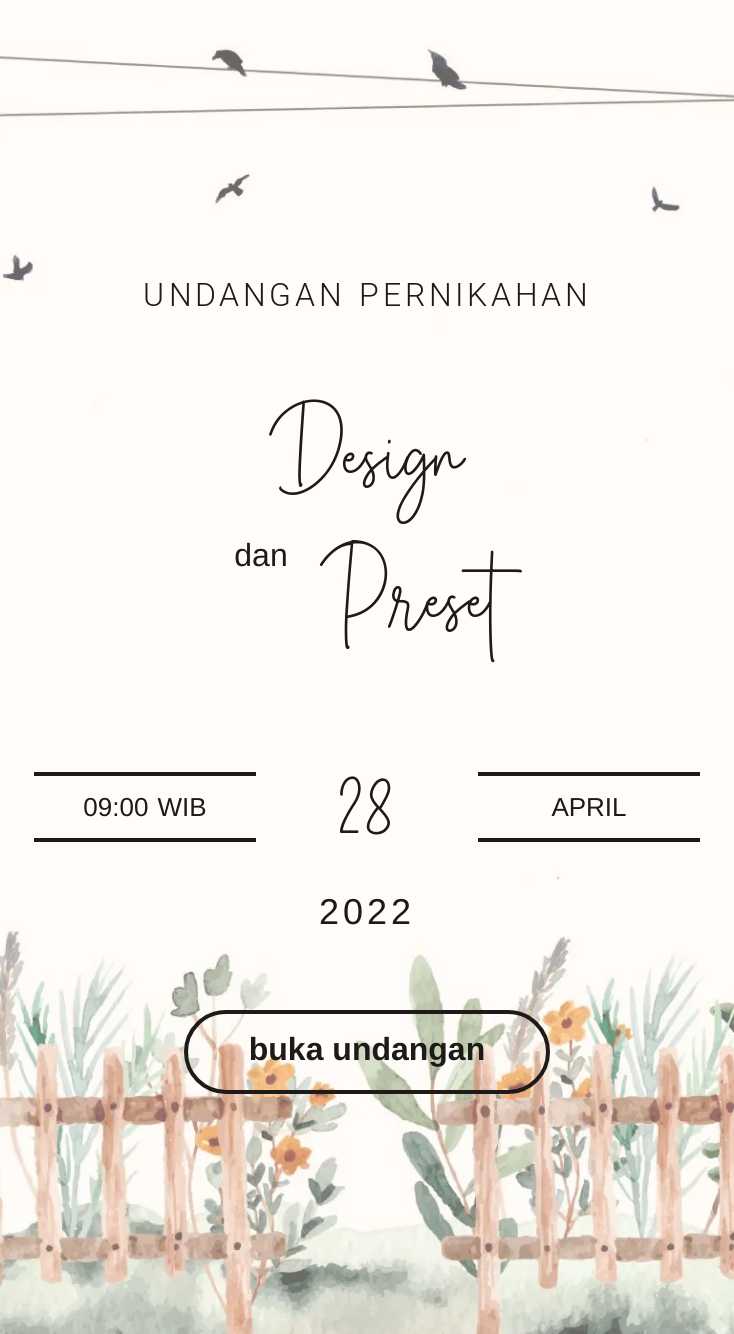 UNDANGAN PERNIKAHAN
Design
dan Preset
09:00 WIB 28 APRIL
2022
buka undangan